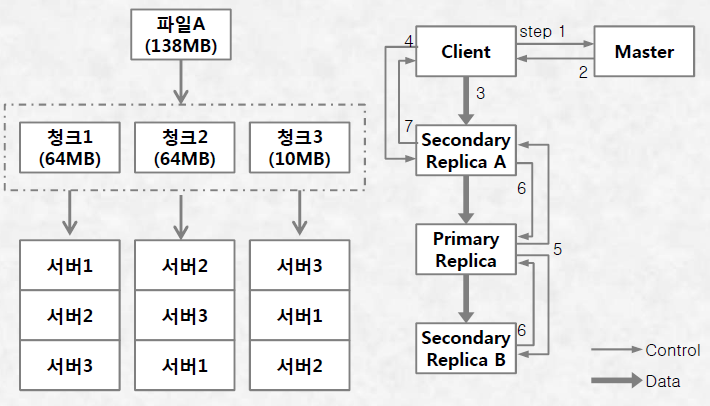 파일A
(138MB)
청크1
(64MB)
청크2
(64MB)
청크3
(10MB)
서버1
서버2
서버3
서버2
서버3
서버1
서버3
서버1
서버2
4
Client
step 1
Master
2
3
7
Secondary
Replica A
6
Primary
Replica
5
6
Secondary
Replica B
Control
Data